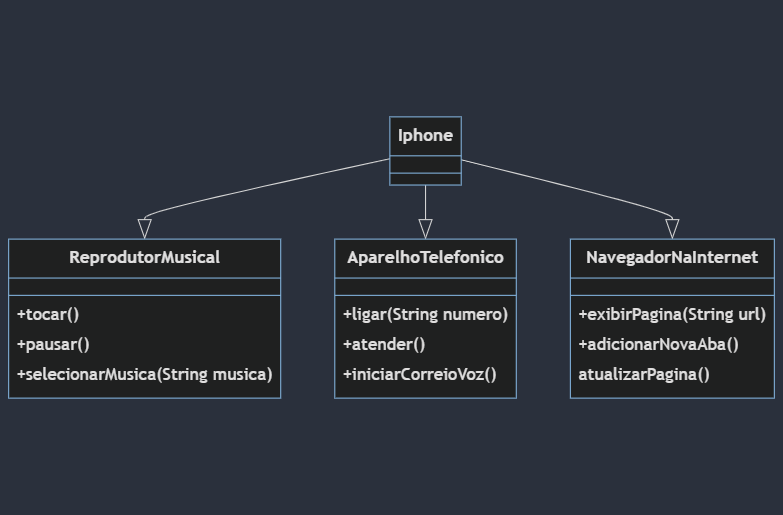 Iphone
ReprodutorMusical
+tocar()
+pausar()
+selecionarMusica(String musica)
AparelhoTelefonico
+ligar(String numero)
+atender()
+iniciarCorreioVoz()
NavegadorNaInternet
+exibirPagina(String url)
+adicionarNovaAba()
atualizarPagina()